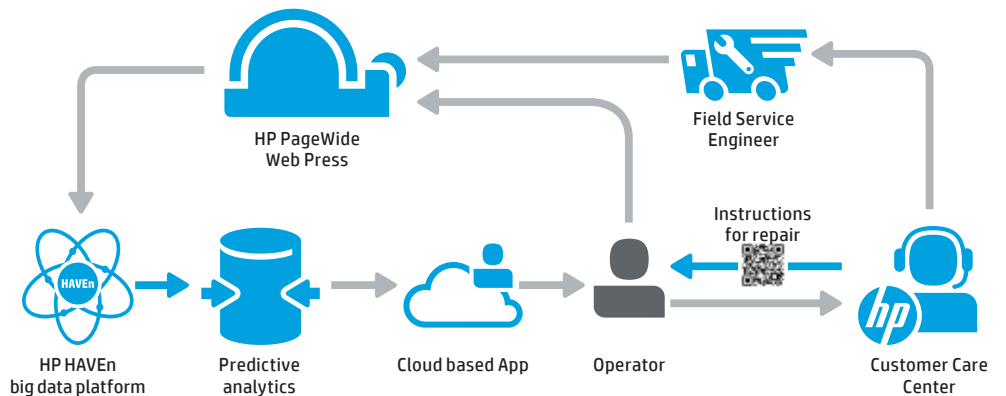 HP PageWide
Web Press
Field Service
Engineer
Instructions
for repair
HAVEn
hp
HP HAVEn
big data platform
Predictive
analytics
Cloud based App
Operator
Customer Care
Center